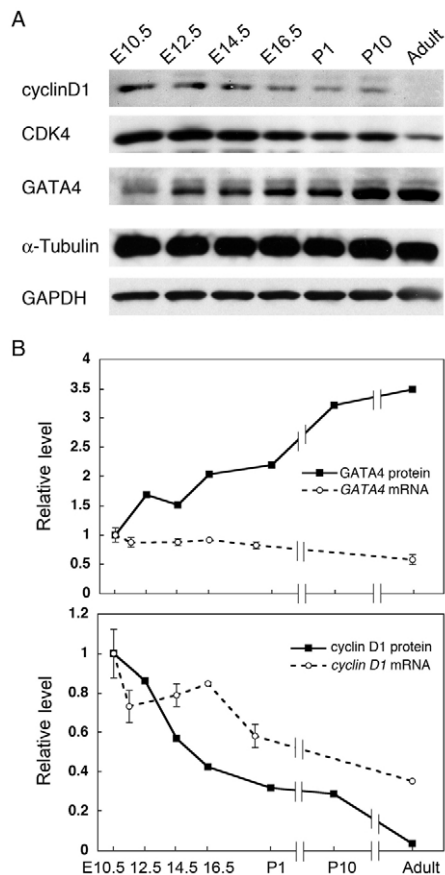 A
E10.5 E12.5 E14.5 E16.5 P1 P10 Adult
cyclinD1
CDK4
GATA4
α-Tubulin
GAPDH
B
4
3.5
3
2.5
2
1.5
1
0.5
0
Relative level
GATA4 protein
GATA4 mRNA
1.2
1
0.8
0.6
0.4
0.2
0
Relative level
cyclin D1 protein
cyclin D1 mRNA
E10.5 12.5 14.5 16.5 P1 P10 Adult